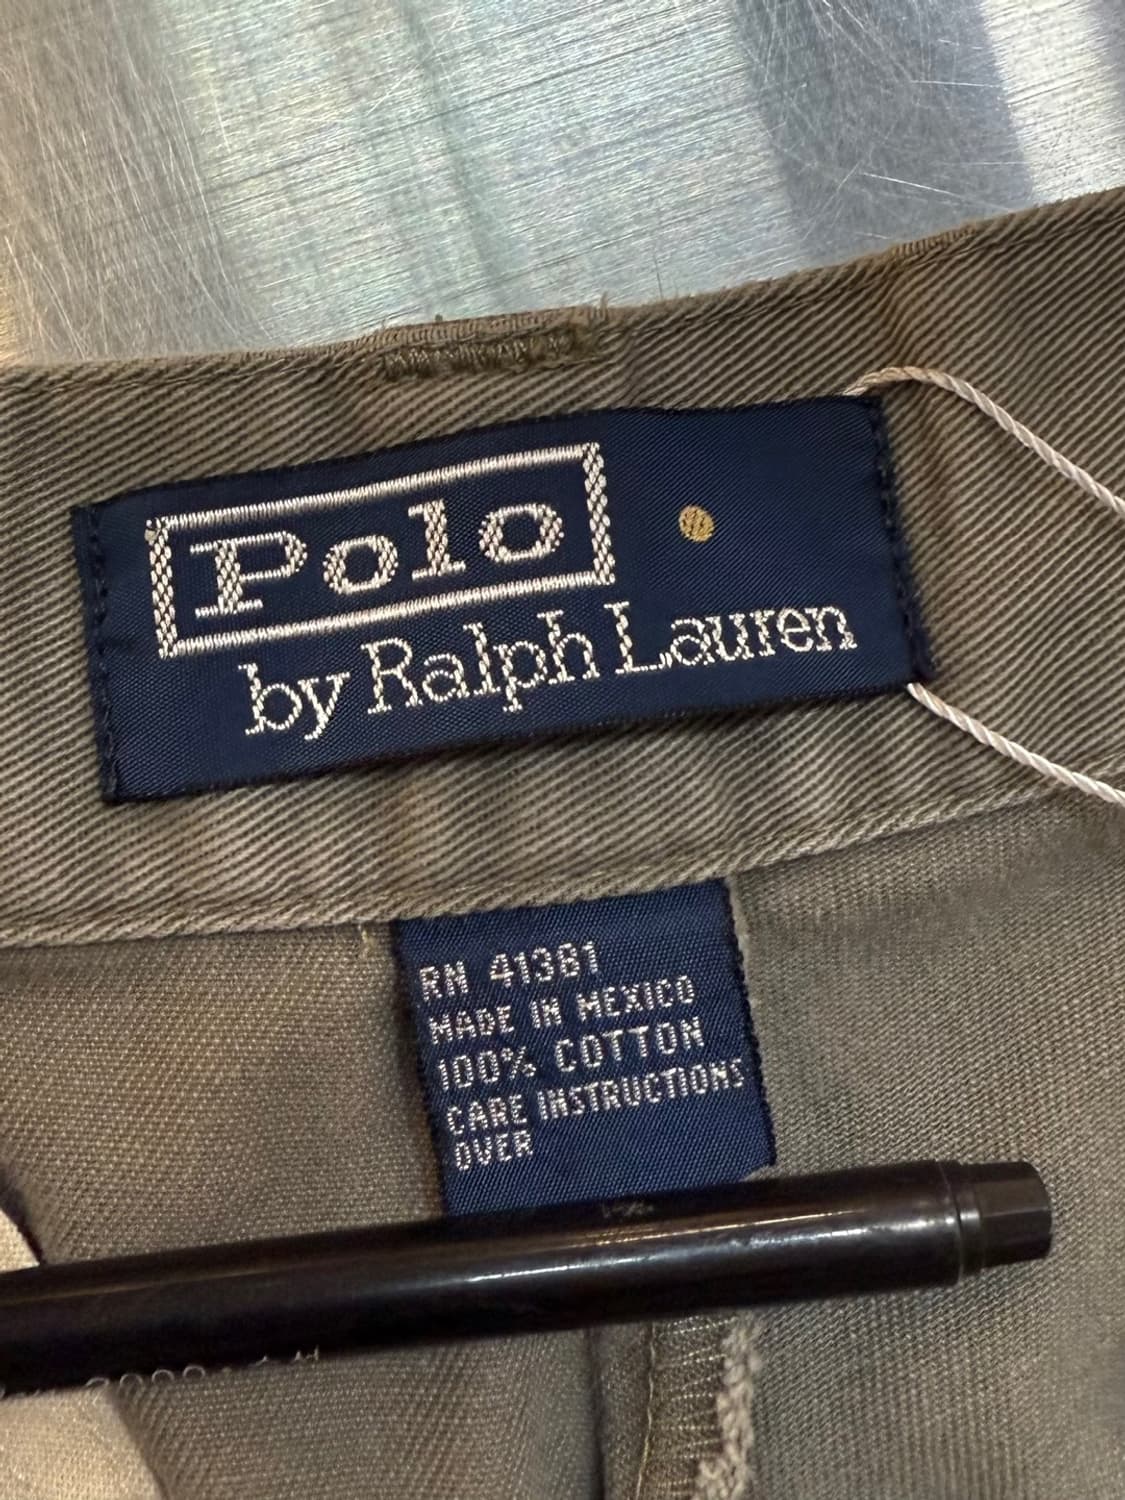 Polo
by Ralph Lauren
RN 41381
MADE IN MEXICO
100% COTTON
CARE INSTRUCTIONS
OVER